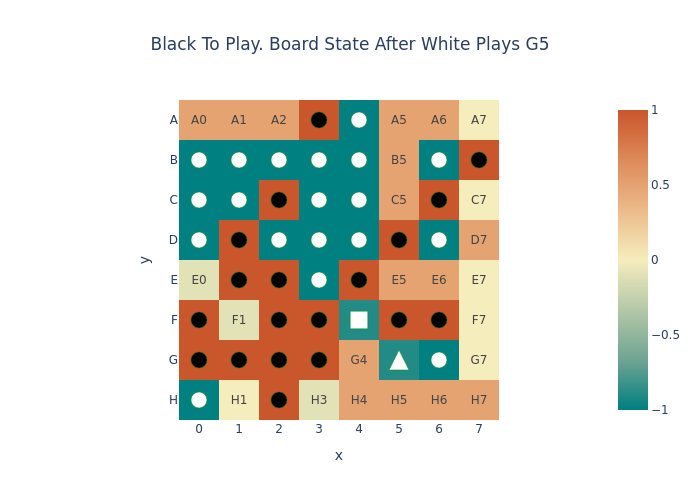 Black To Play. Board State After White Plays G5
A A0 A1 A2 A5 A6 A7
B B5
C C5 C7
D D7
E E0 E5 E6 E7
F F1 F7
G G4 G7
H H1 H3 H4 H5 H6 H7
0 1 2 3 4 5 6 7
x
y
1
0.5
0
−0.5
−1